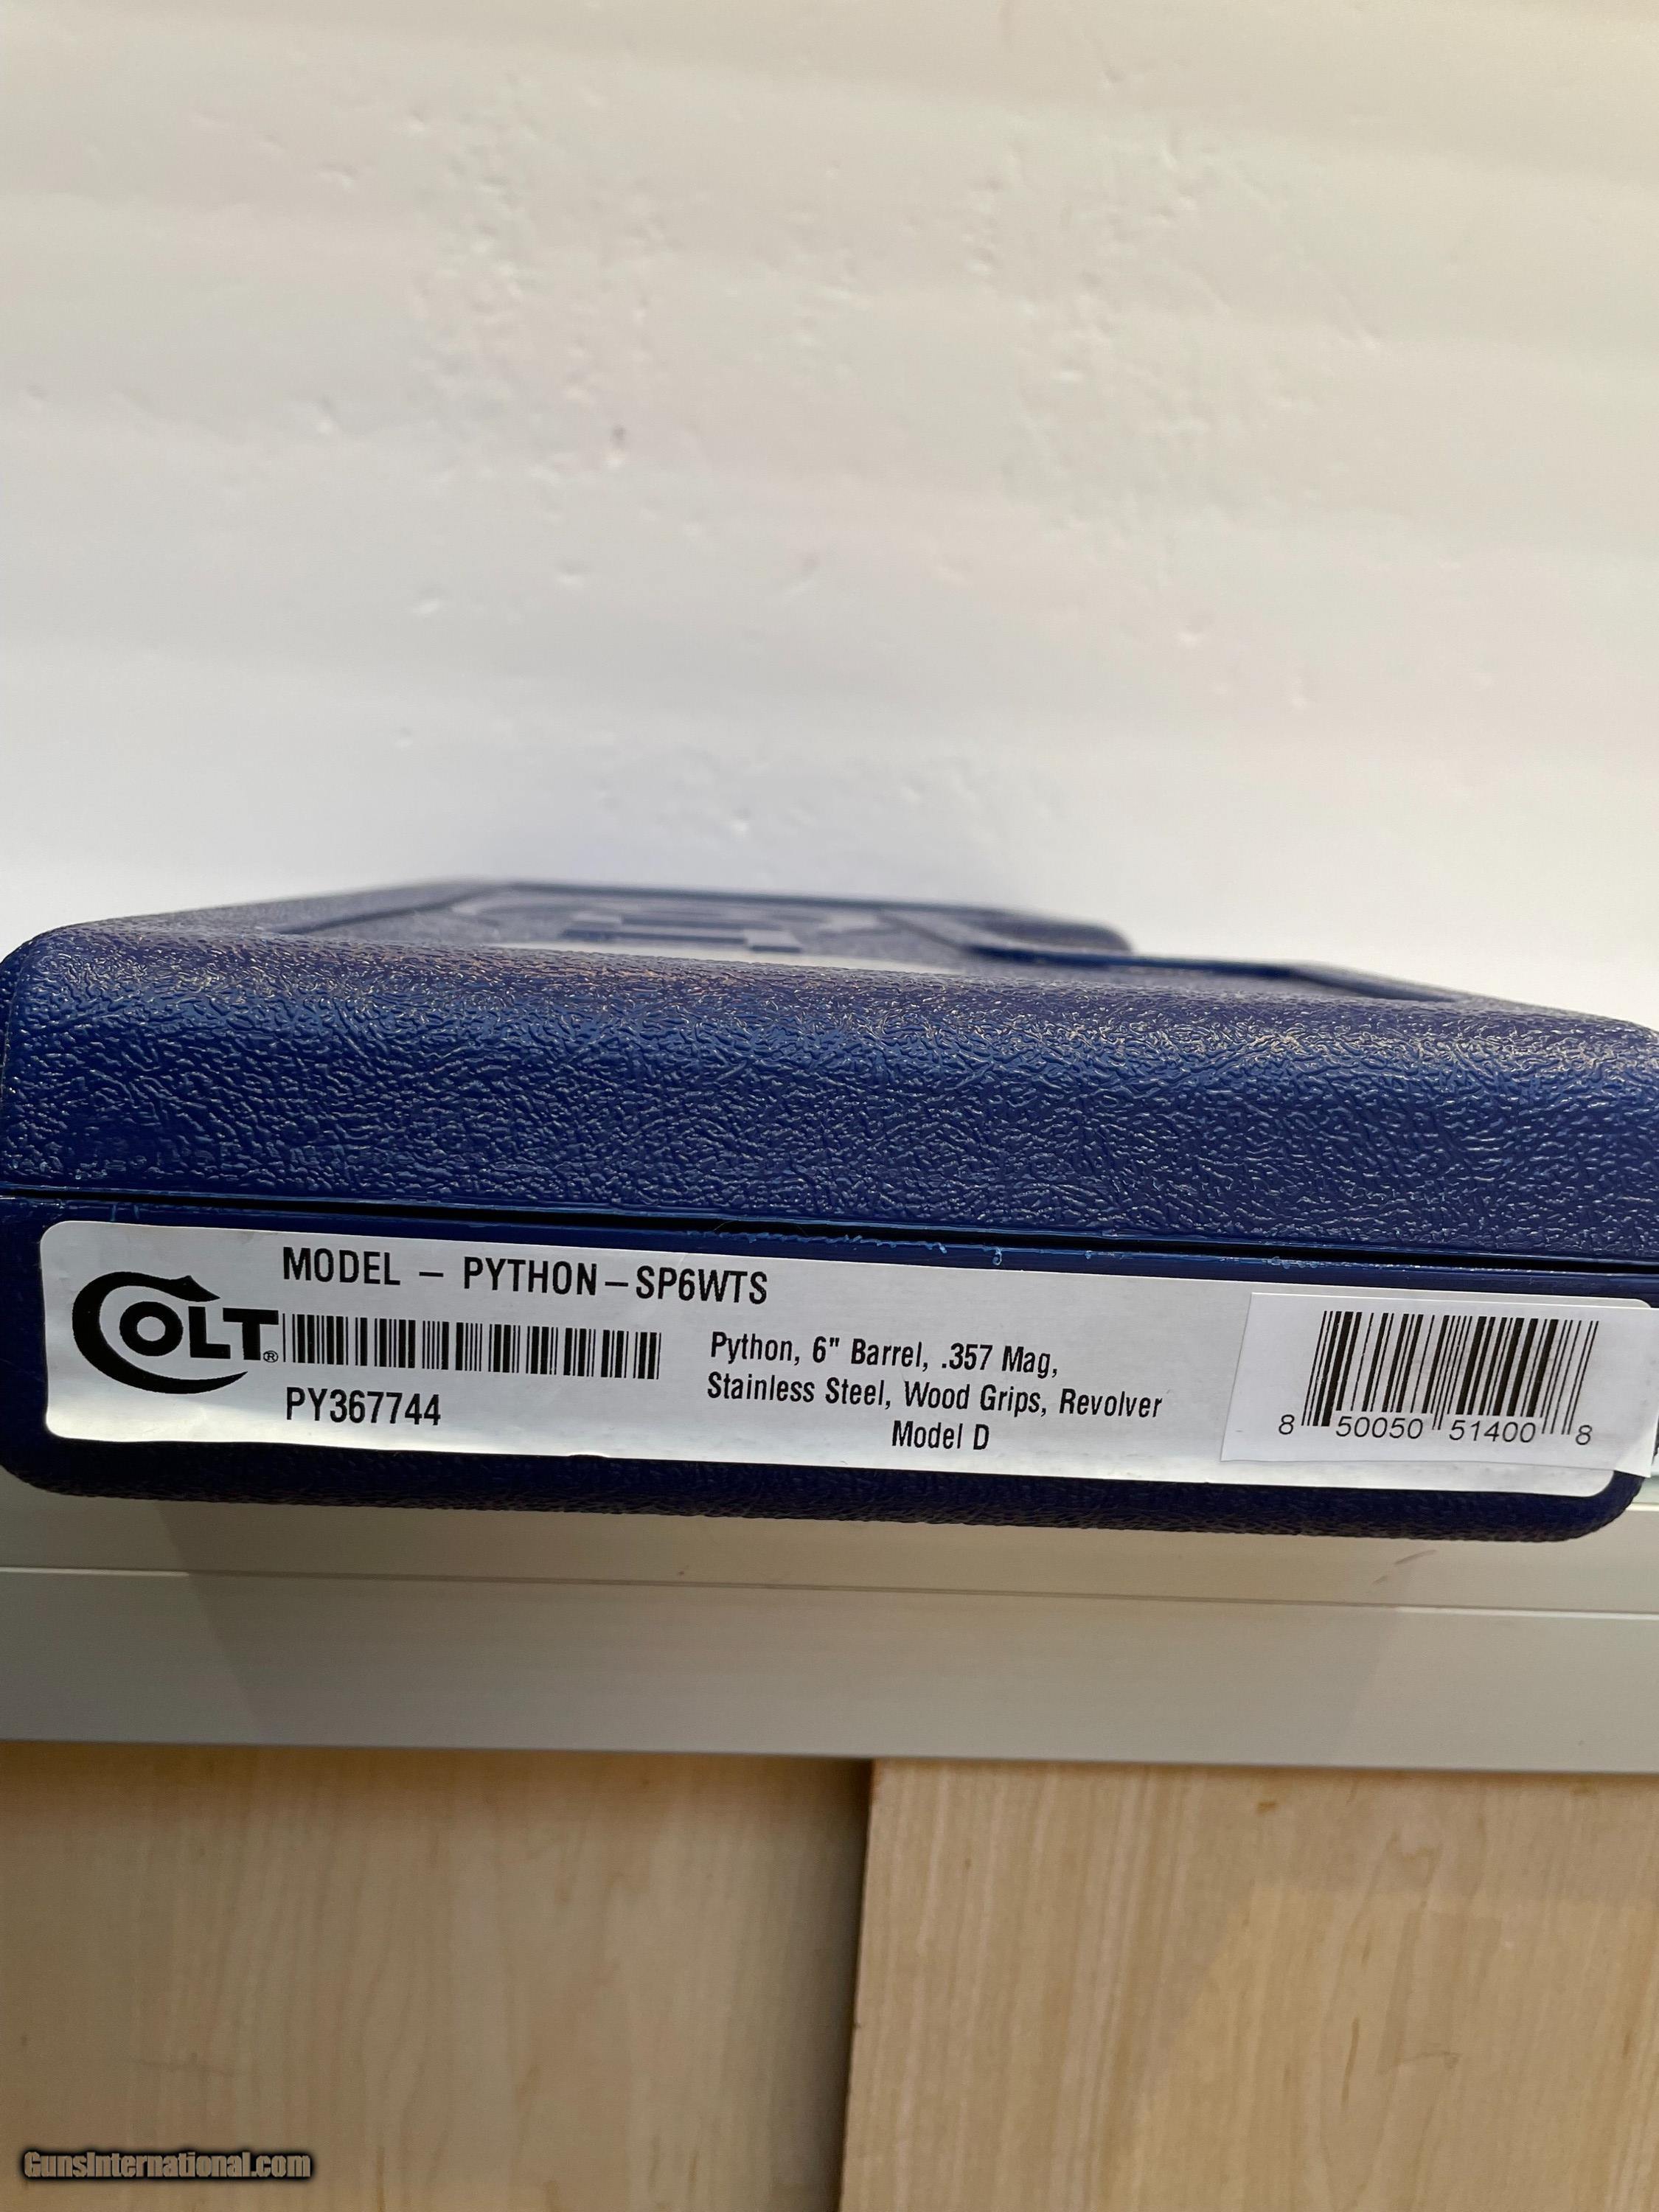 MODEL – PYTHON–SP6WTS
COLT®
PY367744
Python, 6" Barrel, .357 Mag,
Stainless Steel, Wood Grips, Revolver
Model D
8 50050 51400 8
GunsInternational.com